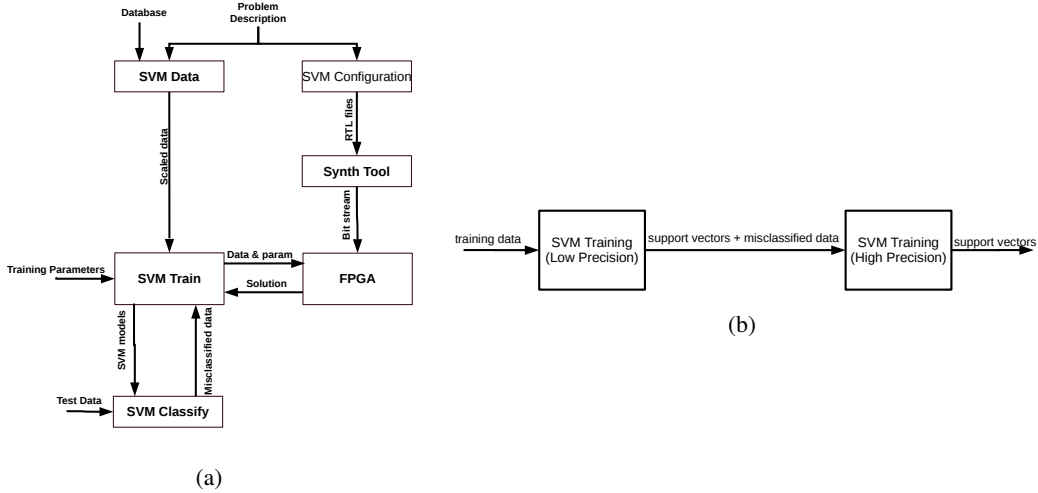 Problem
Description
Database
SVM Data
SVM Configuration
Scaled data
RTL files
Synth Tool
Bit stream
Training Parameters
SVM Train
Data & param
Solution
FPGA
SVM models
Misclassified data
Test Data
SVM Classify
(a)
training data
SVM Training
(Low Precision)
support vectors + misclassified data
SVM Training
(High Precision)
support vectors
(b)